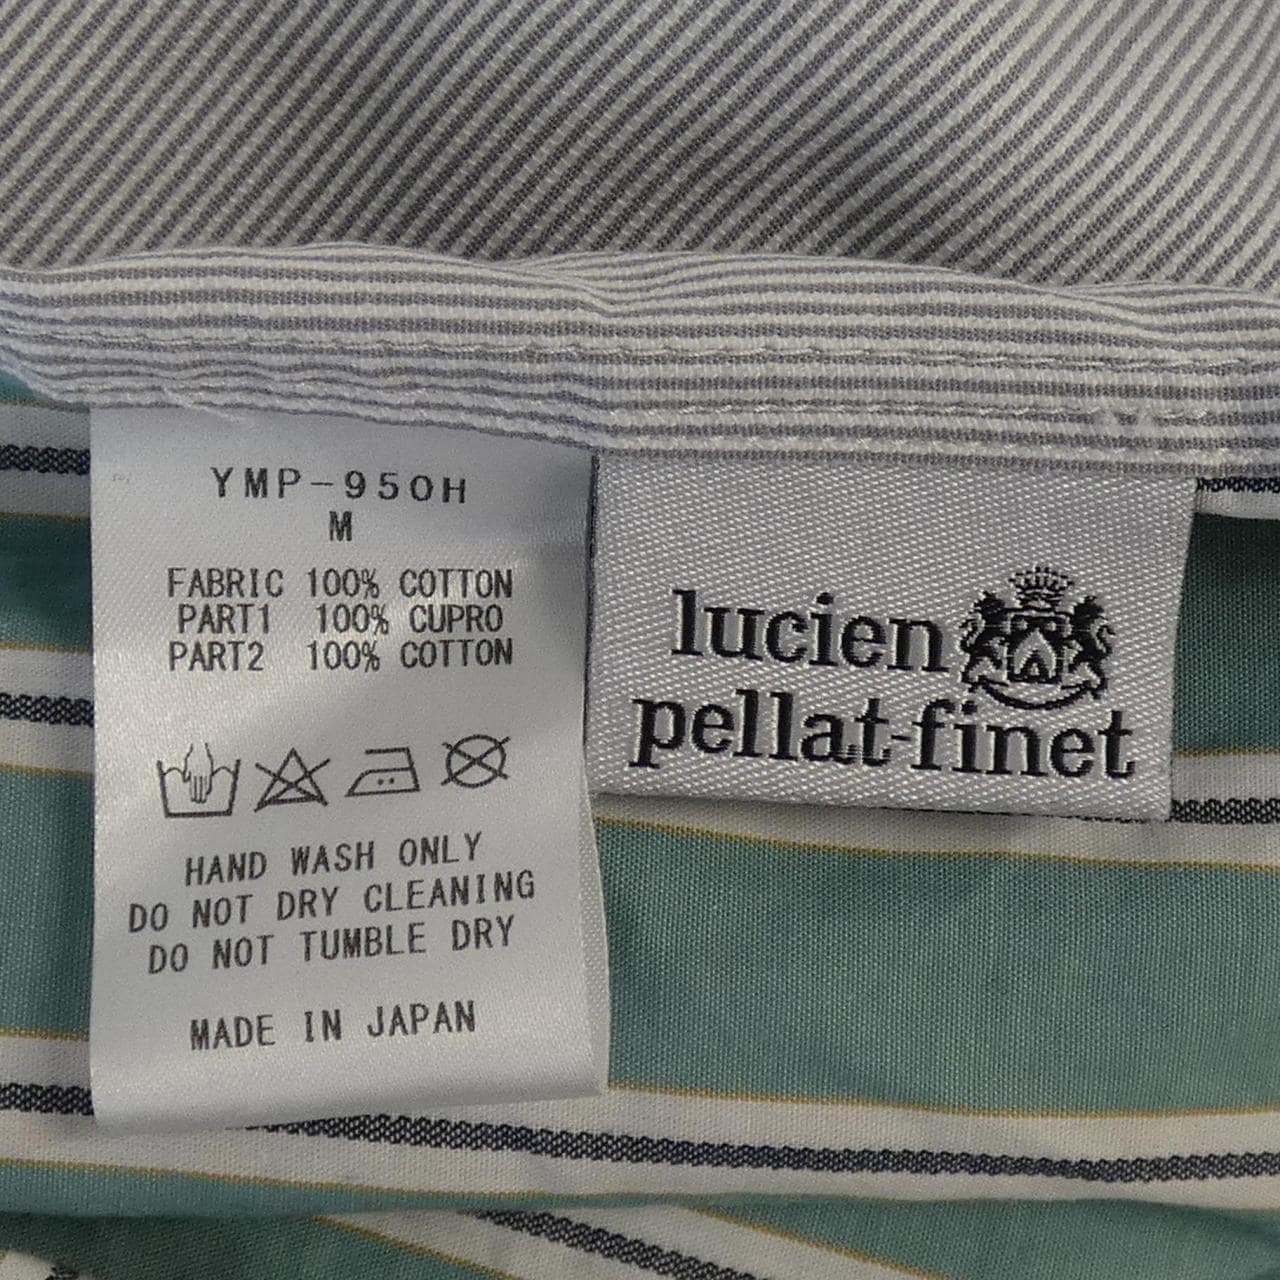 YMP-950H
M
FABRIC 100% COTTON
PART1 100% CUPRO
PART2 100% COTTON
HAND WASH ONLY
DO NOT DRY CLEANING
DO NOT TUMBLE DRY
MADE IN JAPAN
lucien
pellat-finet